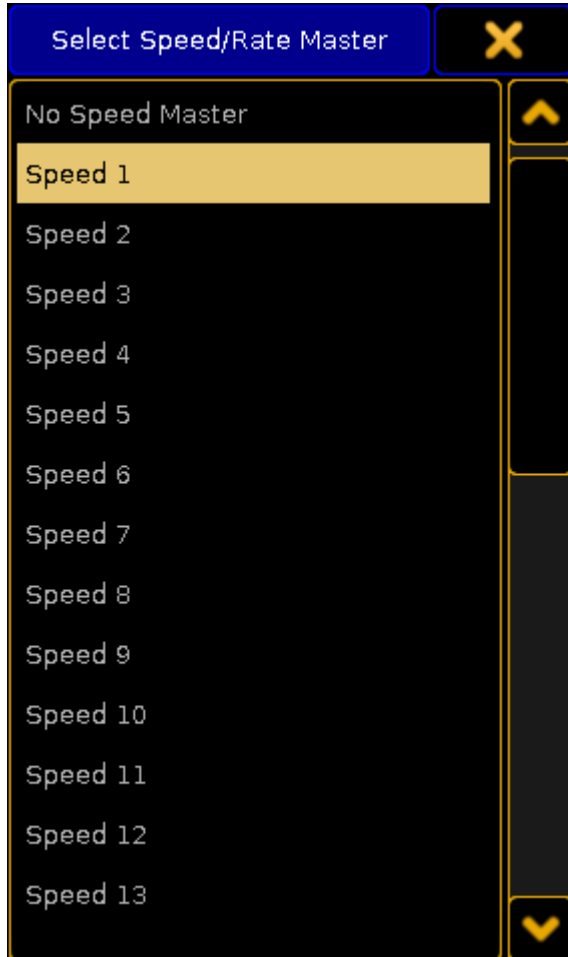 Select Speed/Rate Master
No Speed Master
Speed 1
Speed 2
Speed 3
Speed 4
Speed 5
Speed 6
Speed 7
Speed 8
Speed 9
Speed 10
Speed 11
Speed 12
Speed 13